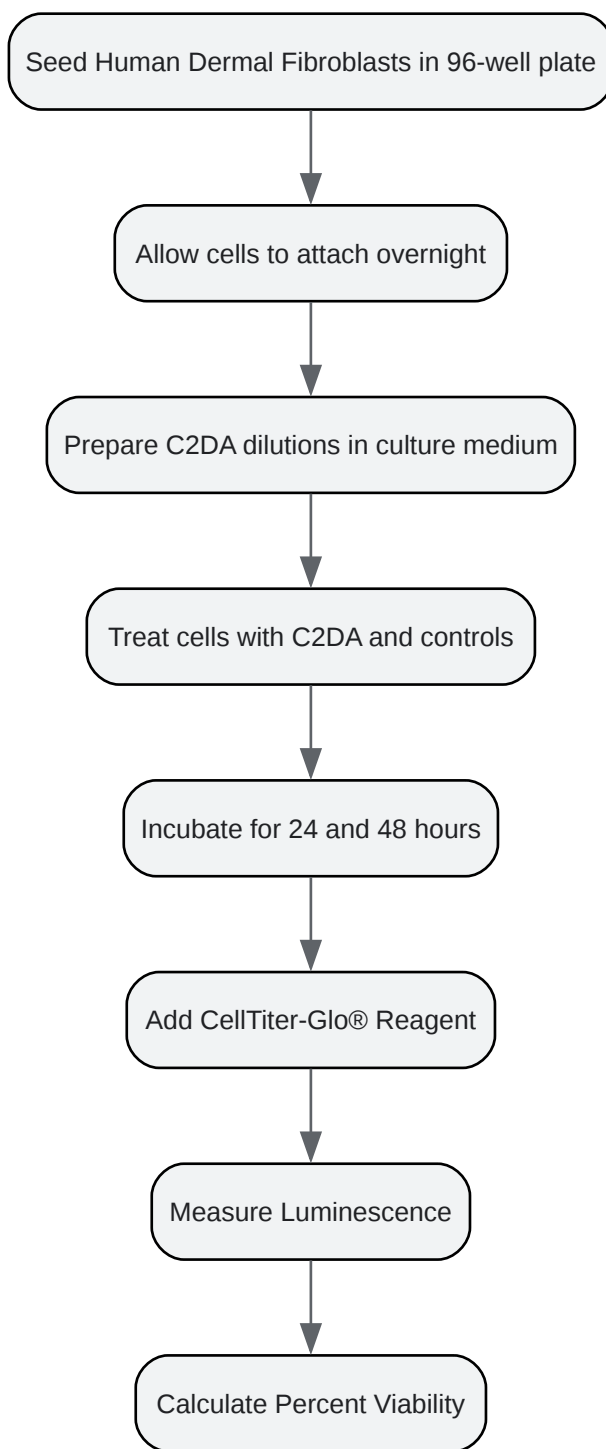 Seed Human Dermal Fibroblasts in 96-well plate
Allow cells to attach overnight
Prepare C2DA dilutions in culture medium
Treat cells with C2DA and controls
Incubate for 24 and 48 hours
Add CellTiter-Glo® Reagent
Measure Luminescence
Calculate Percent Viability